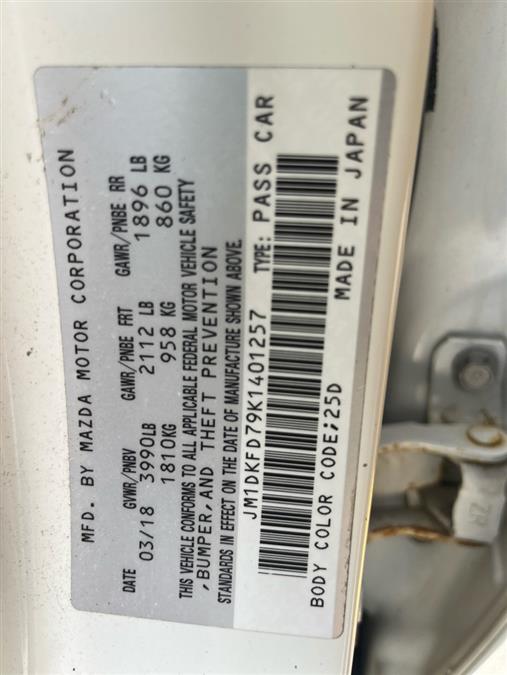 MFD. BY MAZDA MOTOR CORPORATION
DATE GVWR/PNBV GAWR/PNBE FRT GAWR/PNBE RR
03/18 3990LB 2112 LB 1896 LB
1810KG 958 KG 860 KG
THIS VEHICLE CONFORMS TO ALL APPLICABLE FEDERAL MOTOR VEHICLE SAFETY
,BUMPER,AND THEFT PREVENTION
STANDARDS IN EFFECT ON THE DATE OF MANUFACTURE SHOWN ABOVE.
JM1DKFD79K1401257 TYPE: PASS CAR
BODY COLOR CODE;25D MADE IN JAPAN
ZR